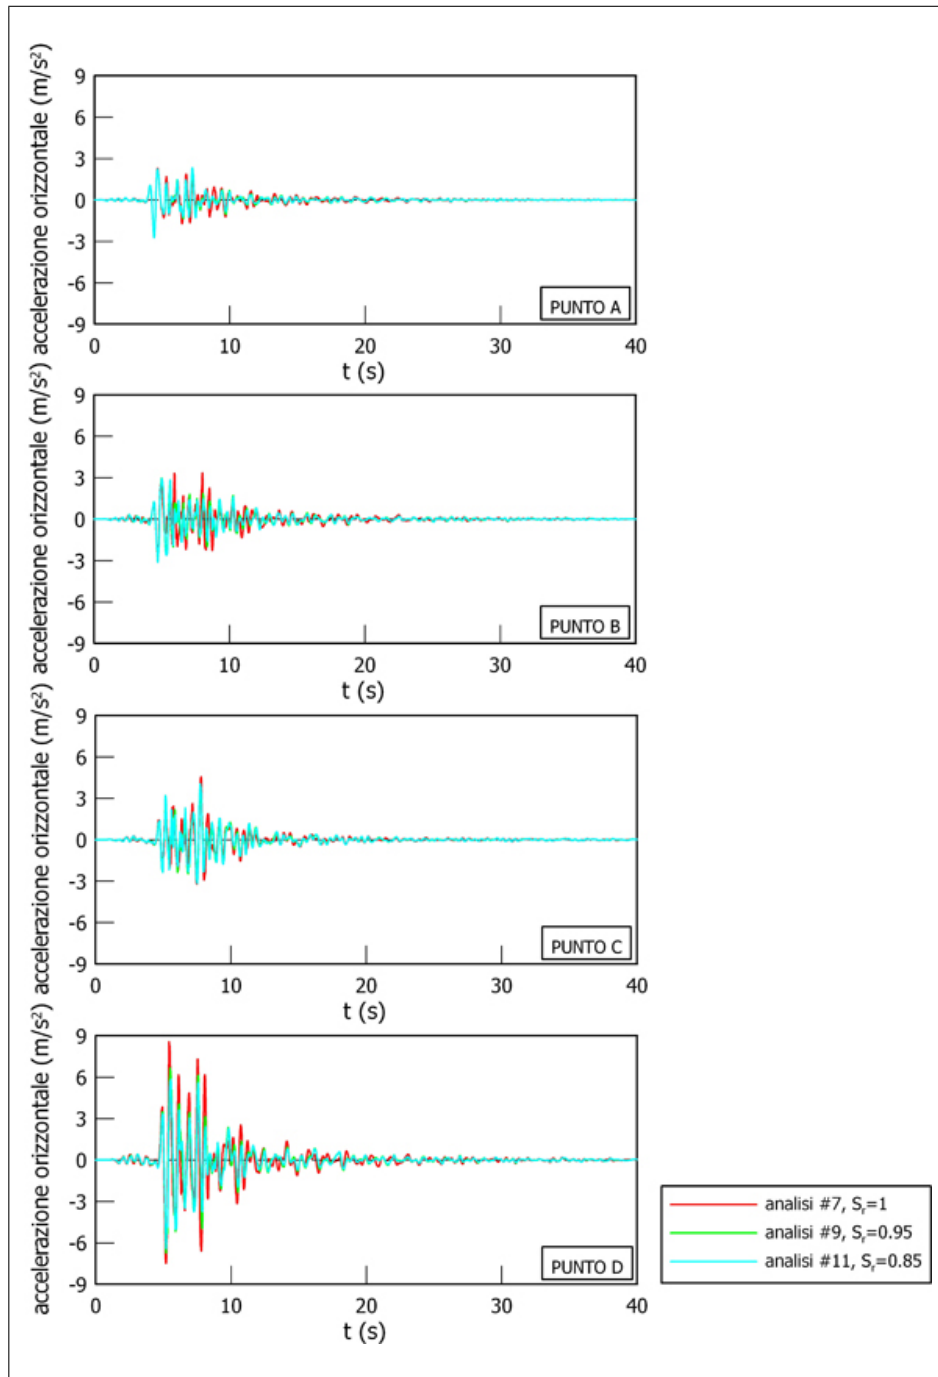 accelerazione orizzontale (m/s²)
9
6
3
0
-3
-6
-9
PUNTO A
0 10 20 30 40
t (s)
accelerazione orizzontale (m/s²)
9
6
3
0
-3
-6
-9
PUNTO B
0 10 20 30 40
t (s)
accelerazione orizzontale (m/s²)
9
6
3
0
-3
-6
-9
PUNTO C
0 10 20 30 40
t (s)
accelerazione orizzontale (m/s²)
9
6
3
0
-3
-6
-9
PUNTO D
0 10 20 30 40
t (s)
analisi #7, Sr=1
analisi #9, Sr=0.95
analisi #11, Sr=0.85